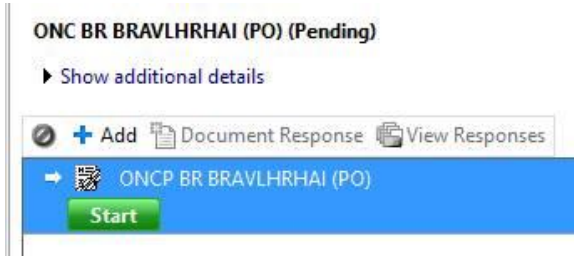 ONC BR BRAVLHRHAI (PO) (Pending)
Show additional details
Add Document Response View Responses
ONCP BR BRAVLHRHAI (PO)
Start